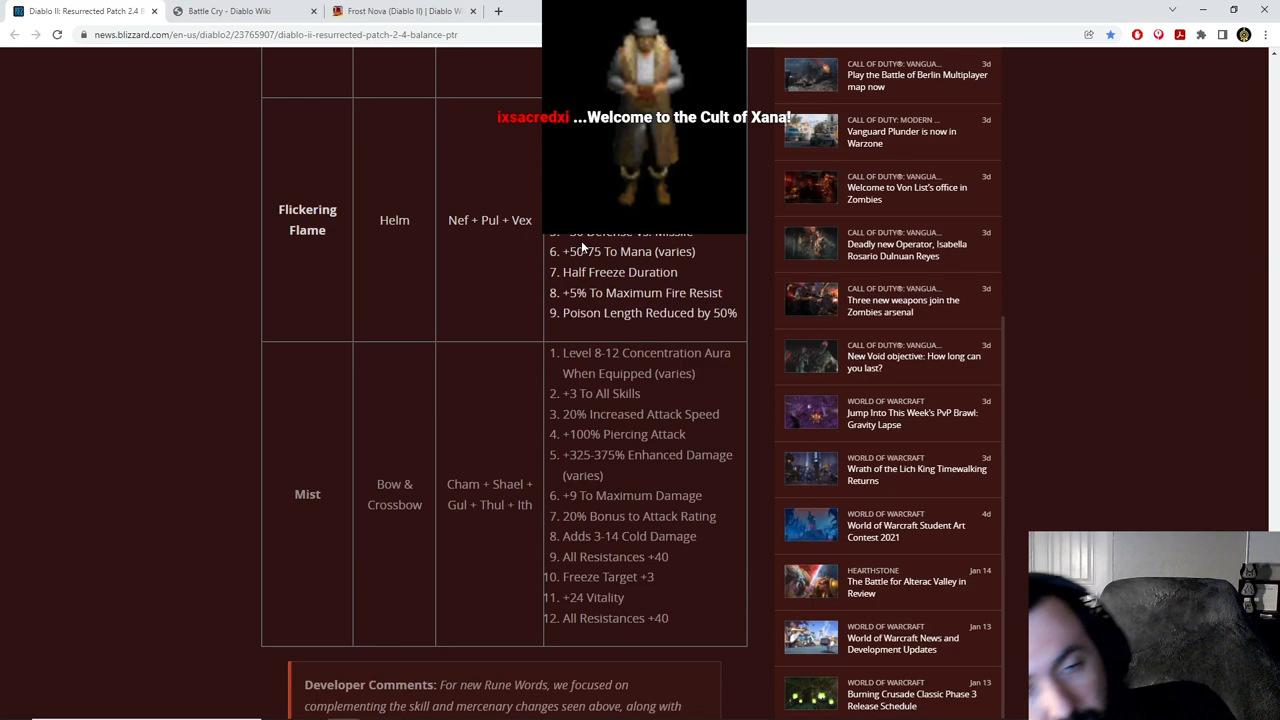 Diablo II: Resurrected Patch 2.4 B
Battle Cry - Diablo Wiki
Frost Nova (Diablo II) | Diablo W
news.blizzard.com/en-us/diablo2/23765907/diablo-ii-resurrected-patch-2-4-balance-ptr
ixsacredxi ...Welcome to the Cult of Xana!
Flickering
Flame
Helm
Nef + Pul + Vex
6. +50-75 To Mana (varies)
7. Half Freeze Duration
8. +5% To Maximum Fire Resist
9. Poison Length Reduced by 50%
Mist
Bow &
Crossbow
Cham + Shael +
Gul + Thul + Ith
1. Level 8-12 Concentration Aura
When Equipped (varies)
2. +3 To All Skills
3. 20% Increased Attack Speed
4. +100% Piercing Attack
5. +325-375% Enhanced Damage
(varies)
6. +9 To Maximum Damage
7. 20% Bonus to Attack Rating
8. Adds 3-14 Cold Damage
9. All Resistances +40
10. Freeze Target +3
11. +24 Vitality
12. All Resistances +40
Developer Comments: For new Rune Words, we focused on
complementing the skill and mercenary changes seen above, along with
CALL OF DUTY®: VANGUA... 3d
Play the Battle of Berlin Multiplayer
map now
CALL OF DUTY: MODERN ... 3d
Vanguard Plunder is now in
Warzone
CALL OF DUTY®: VANGUA... 3d
Welcome to Von List's office in
Zombies
CALL OF DUTY®: VANGUA... 3d
Deadly new Operator, Isabella
Rosario Dulnuan Reyes
CALL OF DUTY®: VANGUA... 3d
Three new weapons join the
Zombies arsenal
CALL OF DUTY®: VANGUA... 3d
New Void objective: How long can
you last?
WORLD OF WARCRAFT 3d
Jump Into This Week's PvP Brawl:
Gravity Lapse
WORLD OF WARCRAFT 3d
Wrath of the Lich King Timewalking
Returns
WORLD OF WARCRAFT 4d
World of Warcraft Student Art
Contest 2021
HEARTHSTONE Jan 14
The Battle for Alterac Valley in
Review
WORLD OF WARCRAFT Jan 13
World of Warcraft News and
Development Updates
WORLD OF WARCRAFT Jan 13
Burning Crusade Classic Phase 3
Release Schedule